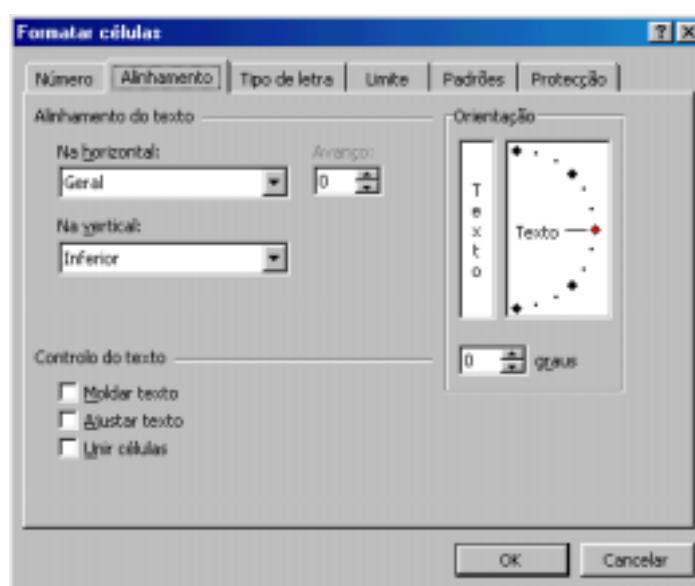 Formatar células
Número Alinhamento Tipo de letra Limite Padrões Protecção
Alinhamento do texto
Na horizontal:
Avanço:
Geral
0
Na vertical:
Inferior
Orientação
Texto
Texto
0 graus
Controlo do texto
Moldar texto
Ajustar texto
Unir células
OK Cancelar